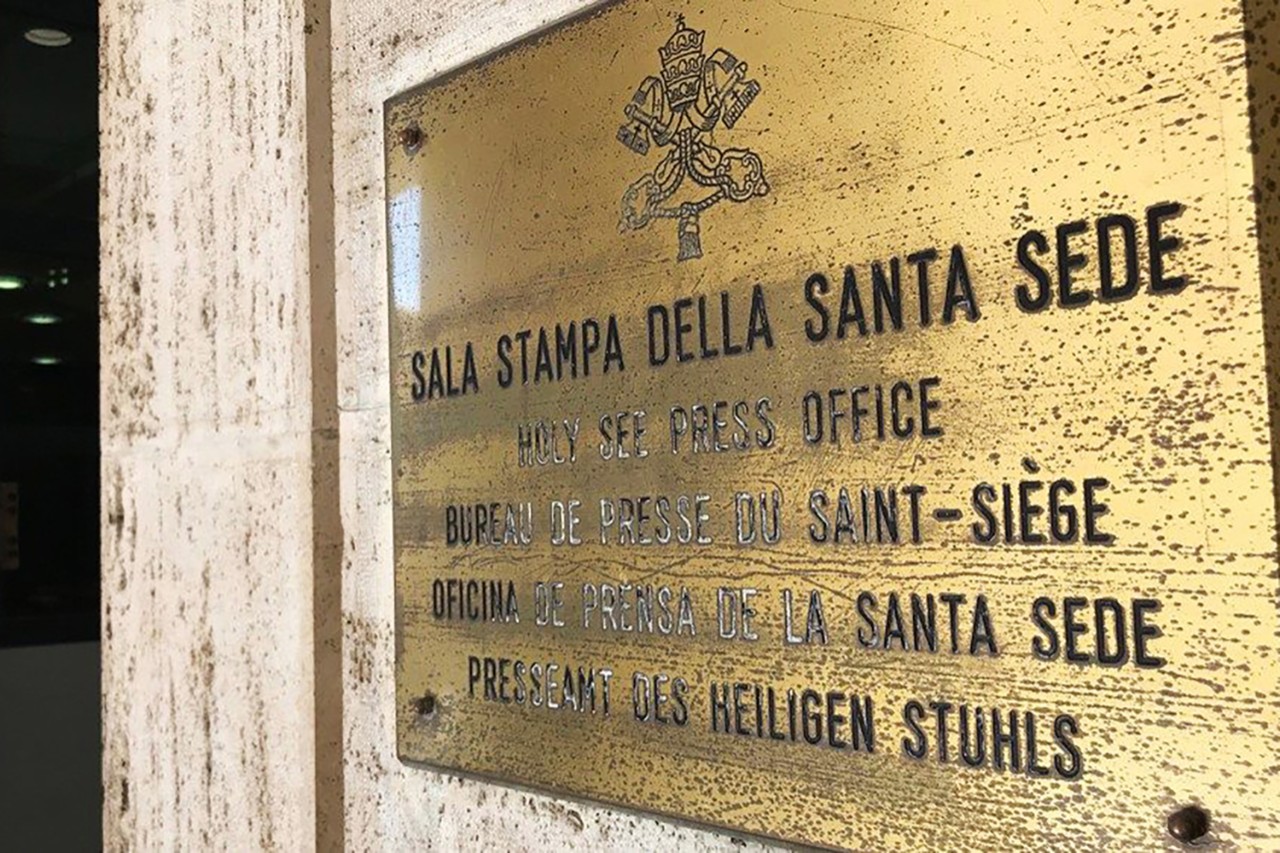 SALA STAMPA DELLA SANTA SEDE
HOLY SEE PRESS OFFICE
BUREAU DE PRESSE DU SAINT-SIÈGE
OFICINA DE PRENSA DE LA SANTA SEDE
PRESSEAMT DES HEILIGEN STUHLS